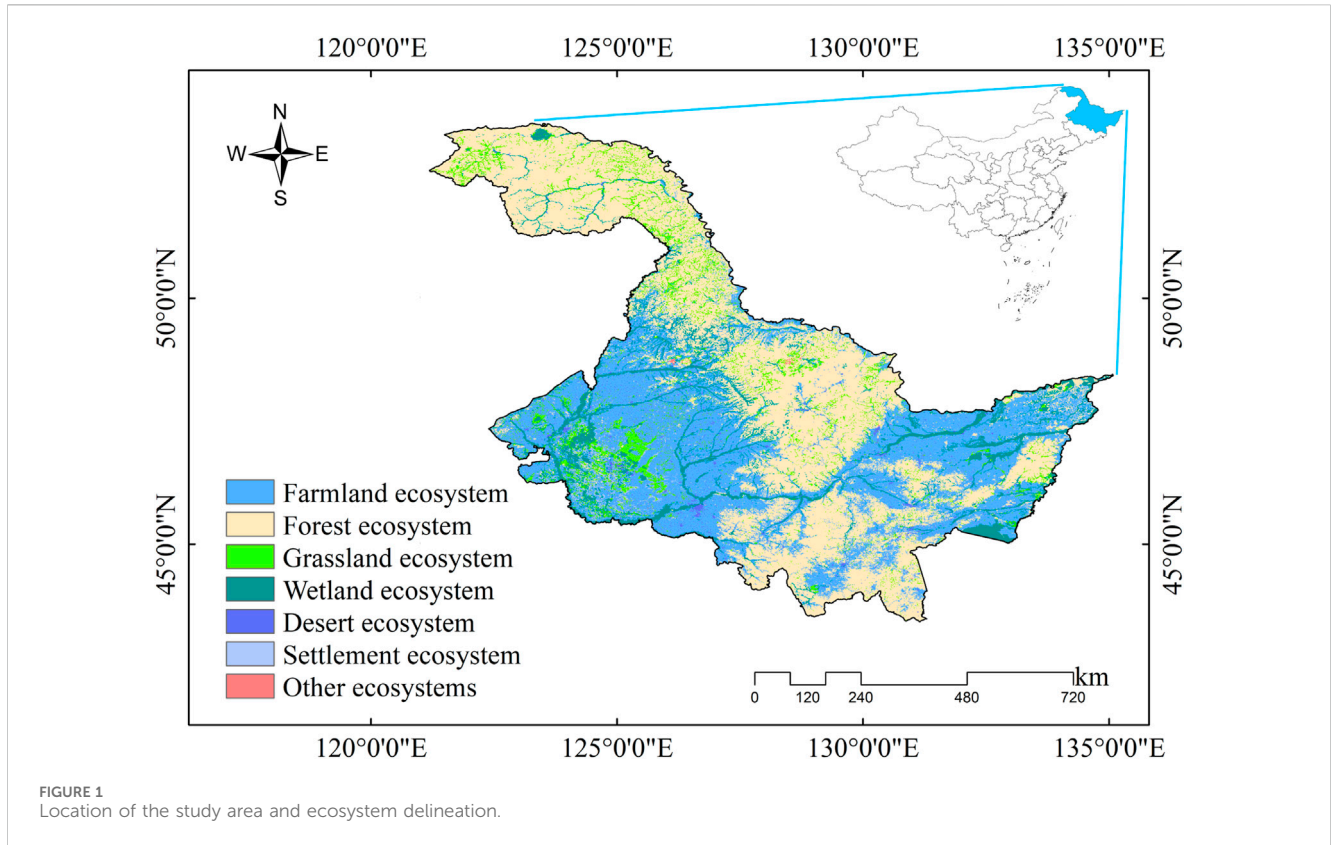 120°0'0"E 125°0'0"E 130°0'0"E 135°0'0"E
N
W E
S
50°0'0"N
50°0'0"N
45°0'0"N
45°0'0"N
Farmland ecosystem
Forest ecosystem
Grassland ecosystem
Wetland ecosystem
Desert ecosystem
Settlement ecosystem
Other ecosystems
km
0 120 240 480 720
120°0'0"E 125°0'0"E 130°0'0"E 135°0'0"E
FIGURE 1
Location of the study area and ecosystem delineation.